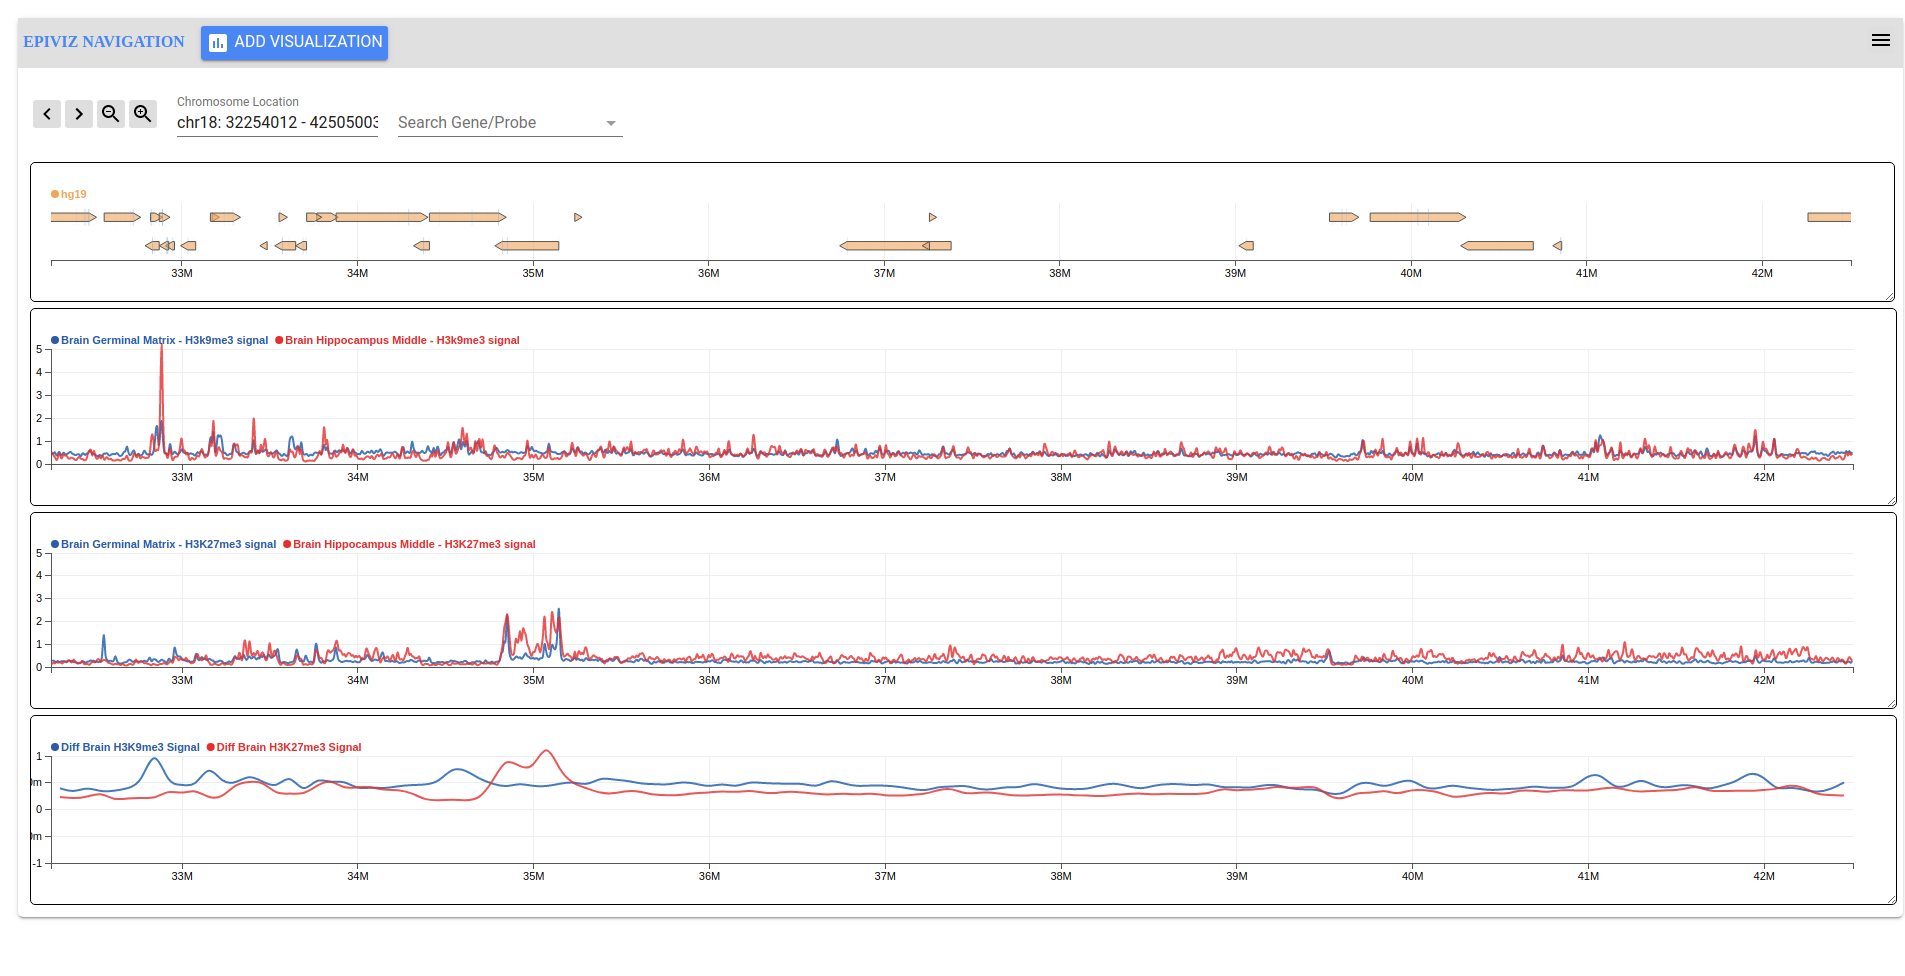 EPIVIZ NAVIGATION ADD VISUALIZATION
Chromosome Location
chr18: 32254012 - 42505003 Search Gene/Probe
hg19
33M 34M 35M 36M 37M 38M 39M 40M 41M 42M
Brain Germinal Matrix - H3k9me3 signal Brain Hippocampus Middle - H3k9me3 signal
5
4
3
2
1
0
33M 34M 35M 36M 37M 38M 39M 40M 41M 42M
Brain Germinal Matrix - H3K27me3 signal Brain Hippocampus Middle - H3K27me3 signal
5
4
3
2
1
0
33M 34M 35M 36M 37M 38M 39M 40M 41M 42M
Diff Brain H3K9me3 Signal Diff Brain H3K27me3 Signal
1
0m
0
0m
-1
33M 34M 35M 36M 37M 38M 39M 40M 41M 42M